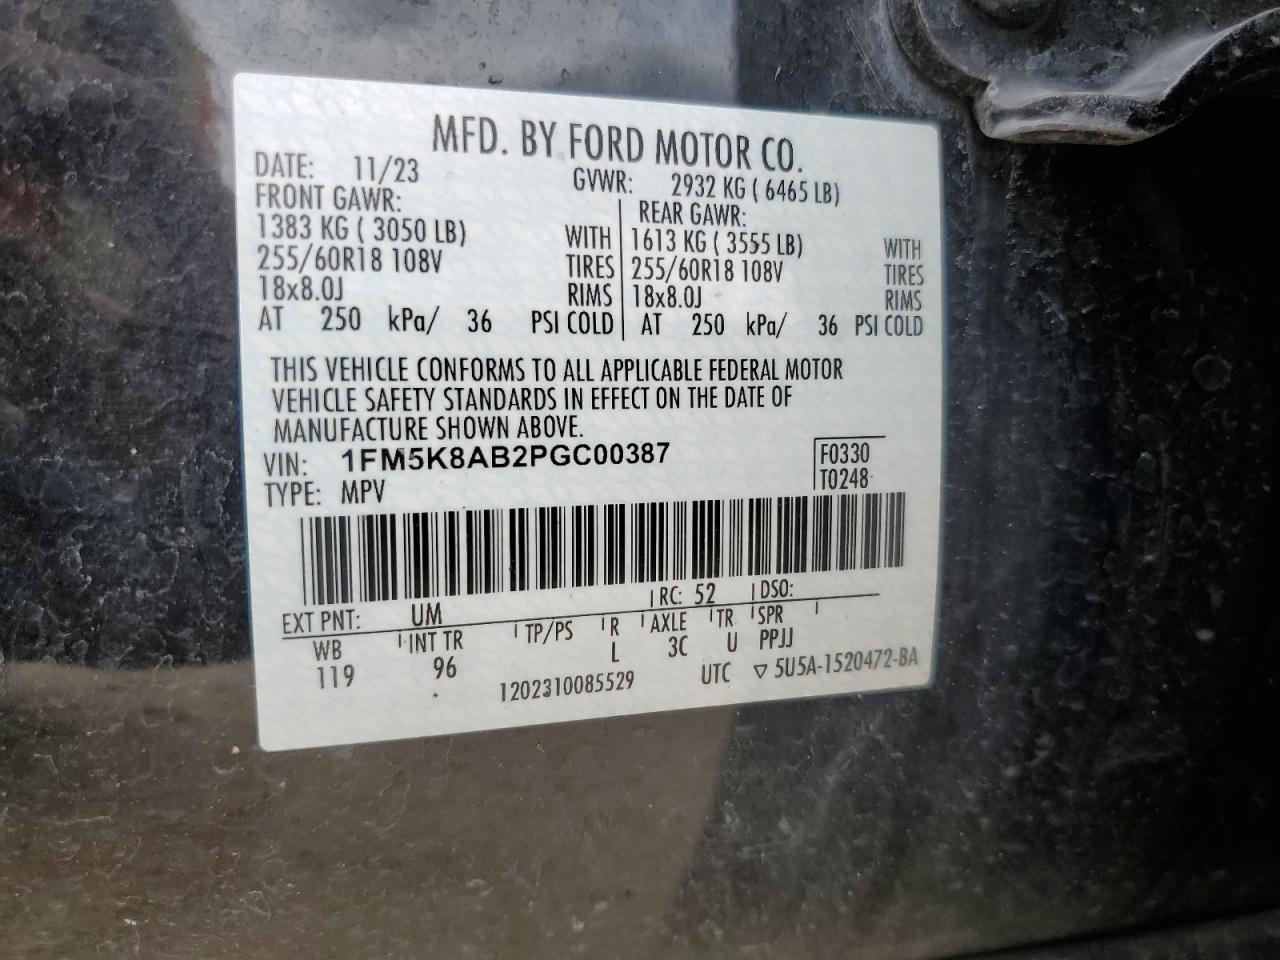 MFD. BY FORD MOTOR CO.
DATE: 11/23 GVWR: 2932 KG ( 6465 LB)
FRONT GAWR: REAR GAWR:
1383 KG ( 3050 LB) WITH 1613 KG ( 3555 LB) WITH
255/60R18 108V TIRES 255/60R18 108V TIRES
18x8.0J RIMS 18x8.0J RIMS
AT 250 kPa/ 36 PSI COLD AT 250 kPa/ 36 PSI COLD
THIS VEHICLE CONFORMS TO ALL APPLICABLE FEDERAL MOTOR
VEHICLE SAFETY STANDARDS IN EFFECT ON THE DATE OF
MANUFACTURE SHOWN ABOVE.
VIN: 1FM5K8AB2PGC00387 F0330
TYPE: MPV T0248
EXT PNT: UM RC: 52 DSO:
WB INT TR TP/PS R AXLE TR SPR
119 96 L 3C U PPJJ
1202310085529 UTC ▽ 5U5A-1520472-BA